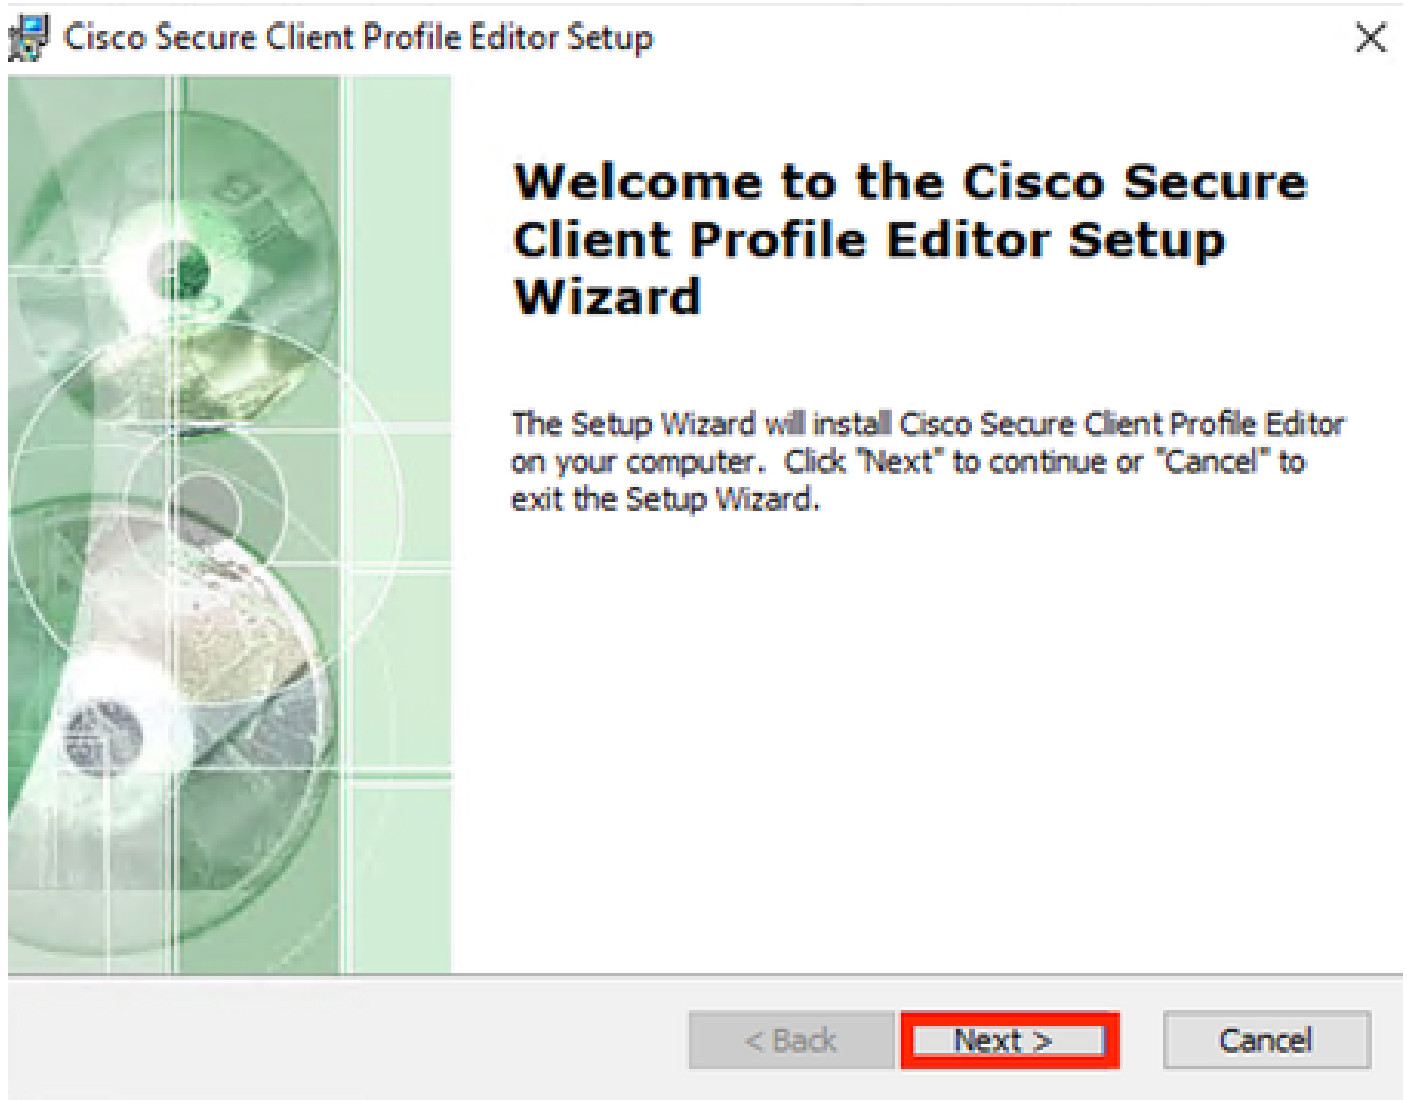 Cisco Secure Client Profile Editor Setup
Welcome to the Cisco Secure
Client Profile Editor Setup
Wizard
The Setup Wizard will install Cisco Secure Client Profile Editor
on your computer.  Click "Next" to continue or "Cancel" to
exit the Setup Wizard.
< Back
Next >
Cancel